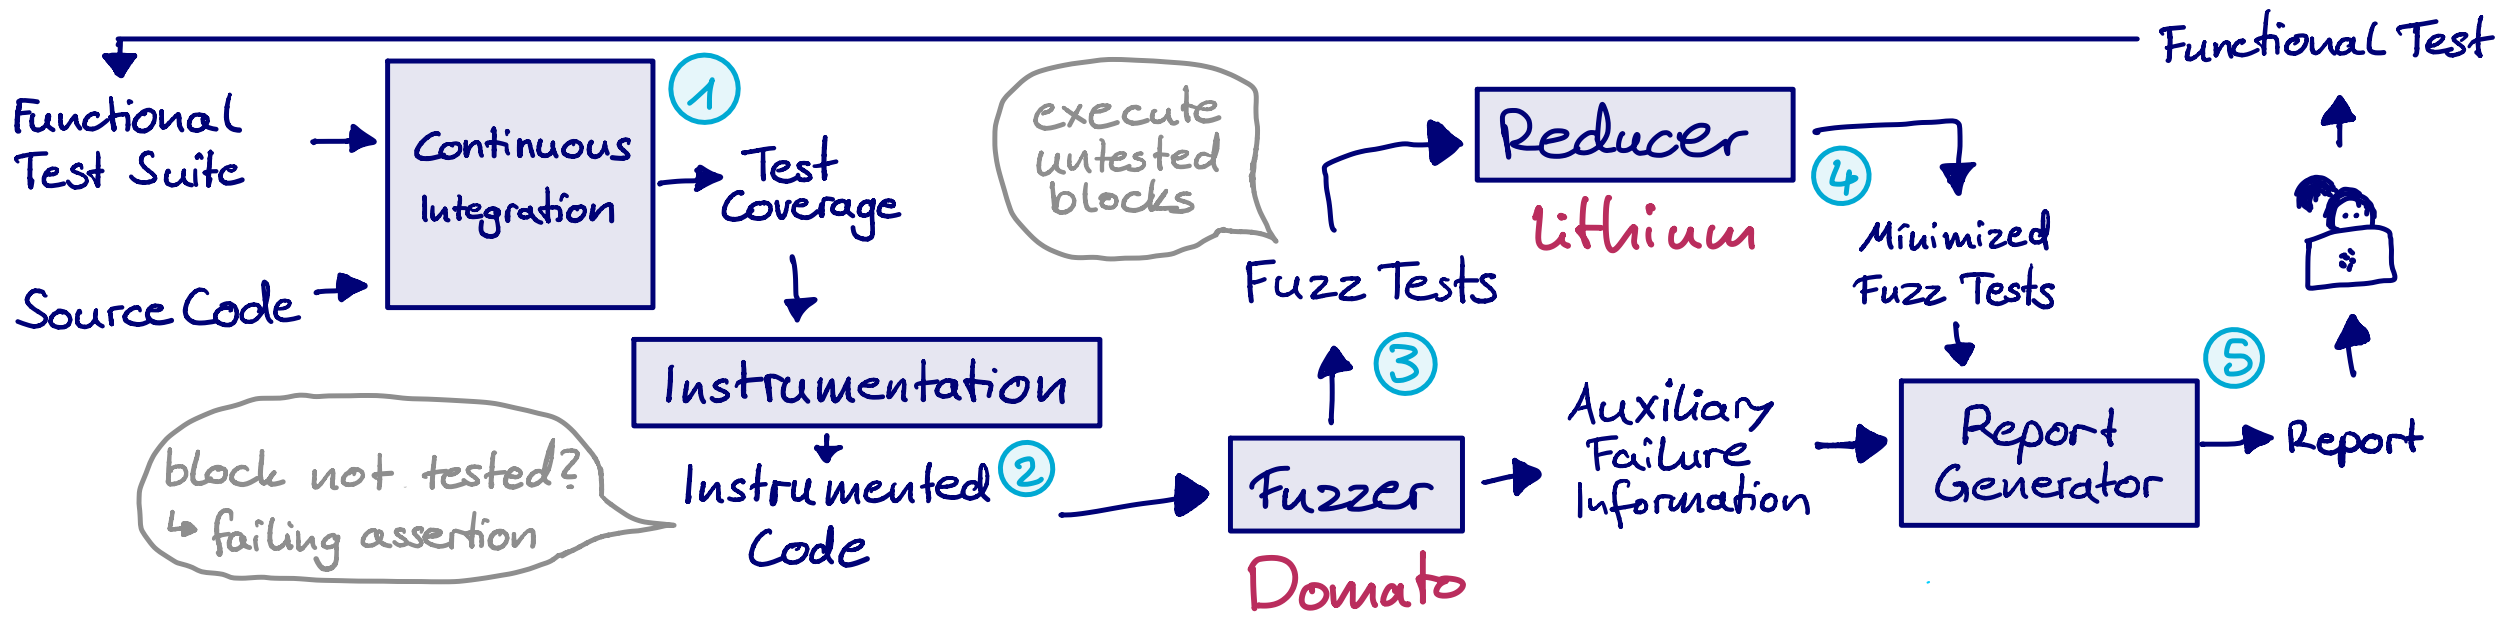 Functional Test
Functional
Test Suite
Source Code
Continuous
Integration
1
Test
Coverage
execute
untested
blocks
Reducer
Lithium
4
Minimized
Fuzz Tests
Fuzz Tests
3
Instrumentation
Instrumented
Code
2
block not tested?
↳ failing assertion
Fuzzer
Domato
Auxiliary
Failure
Information
5
Report
Generator
Report